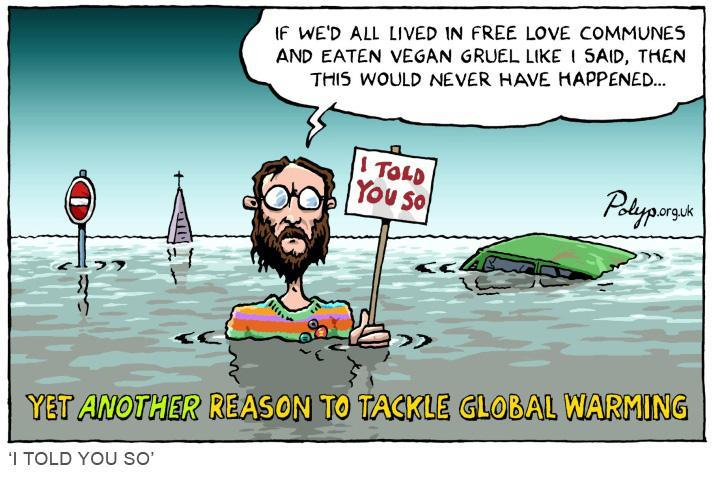 IF WE'D ALL LIVED IN FREE LOVE COMMUNES
AND EATEN VEGAN GRUEL LIKE I SAID, THEN
THIS WOULD NEVER HAVE HAPPENED...
I TOLD
YOU SO
Polyp.org.uk
YET ANOTHER REASON TO TACKLE GLOBAL WARMING
‘I TOLD YOU SO’